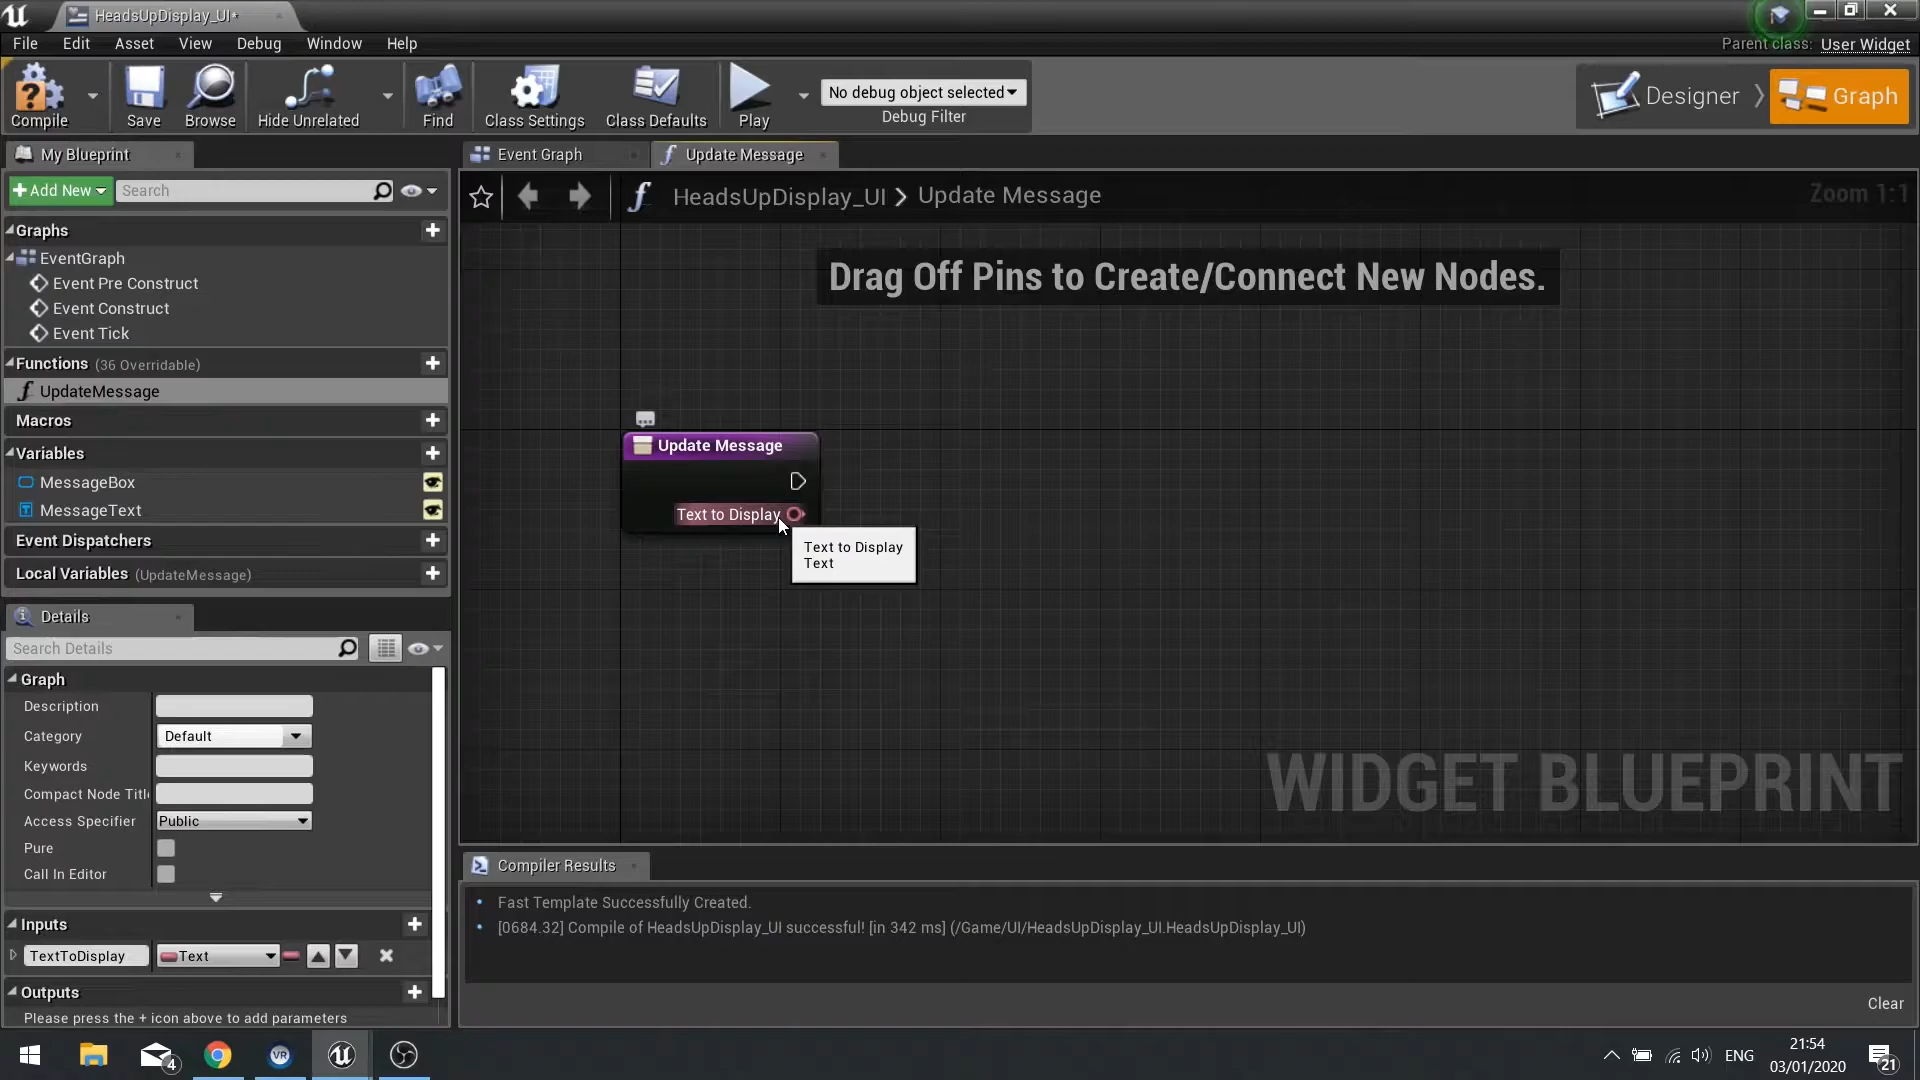 HeadsUpDisplay_UI*
File Edit Asset View Debug Window Help
Parent class: User Widget
Compile Save Browse Hide Unrelated Find Class Settings Class Defaults Play
No debug object selected
Debug Filter
Designer Graph
My Blueprint
Event Graph
Update Message
Add New
Search
HeadsUpDisplay_UI Update Message
Zoom 1:1
Graphs
EventGraph
Event Pre Construct
Event Construct
Event Tick
Functions (36 Overridable)
UpdateMessage
Macros
Variables
MessageBox
MessageText
Event Dispatchers
Local Variables (UpdateMessage)
Drag Off Pins to Create/Connect New Nodes.
Update Message
Text to Display
Text to Display
Text
WIDGET BLUEPRINT
Details
Search Details
Graph
Description
Category Default
Keywords
Compact Node Titl
Access Specifier Public
Pure
Call In Editor
Inputs
TextToDisplay Text
Outputs
Please press the + icon above to add parameters
Compiler Results
Fast Template Successfully Created.
[0684.32] Compile of HeadsUpDisplay_UI successful! [in 342 ms] (/Game/UI/HeadsUpDisplay_UI.HeadsUpDisplay_UI)
Clear
4
VR
ENG
21:54
03/01/2020
21